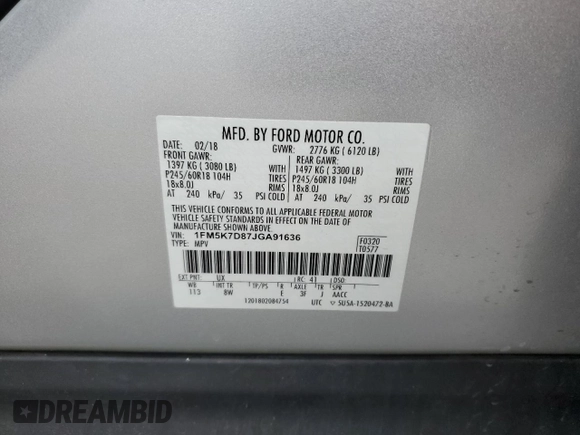 MFD. BY FORD MOTOR CO.
DATE: 02/18 GVWR: 2776 KG ( 6120 LB)
FRONT GAWR: REAR GAWR:
1397 KG ( 3080 LB) WITH 1497 KG ( 3300 LB) WITH
P245/60R18 104H TIRES P245/60R18 104H TIRES
18x8.0J RIMS 18x8.0J RIMS
AT 240 kPa/ 35 PSI COLD AT 240 kPa/ 35 PSI COLD
THIS VEHICLE CONFORMS TO ALL APPLICABLE FEDERAL MOTOR
VEHICLE SAFETY STANDARDS IN EFFECT ON THE DATE OF
MANUFACTURE SHOWN ABOVE.
VIN: 1FM5K7D87JGA91636 F0320
TYPE: MPV T0577
EXT PNT: UX RC: 41 DSO:
WB INT TR TP/PS R AXLE TR SPR
113 8W E 3F J AACC
1201802084754 UTC 5U5A-1520472-BA
DREAMBID